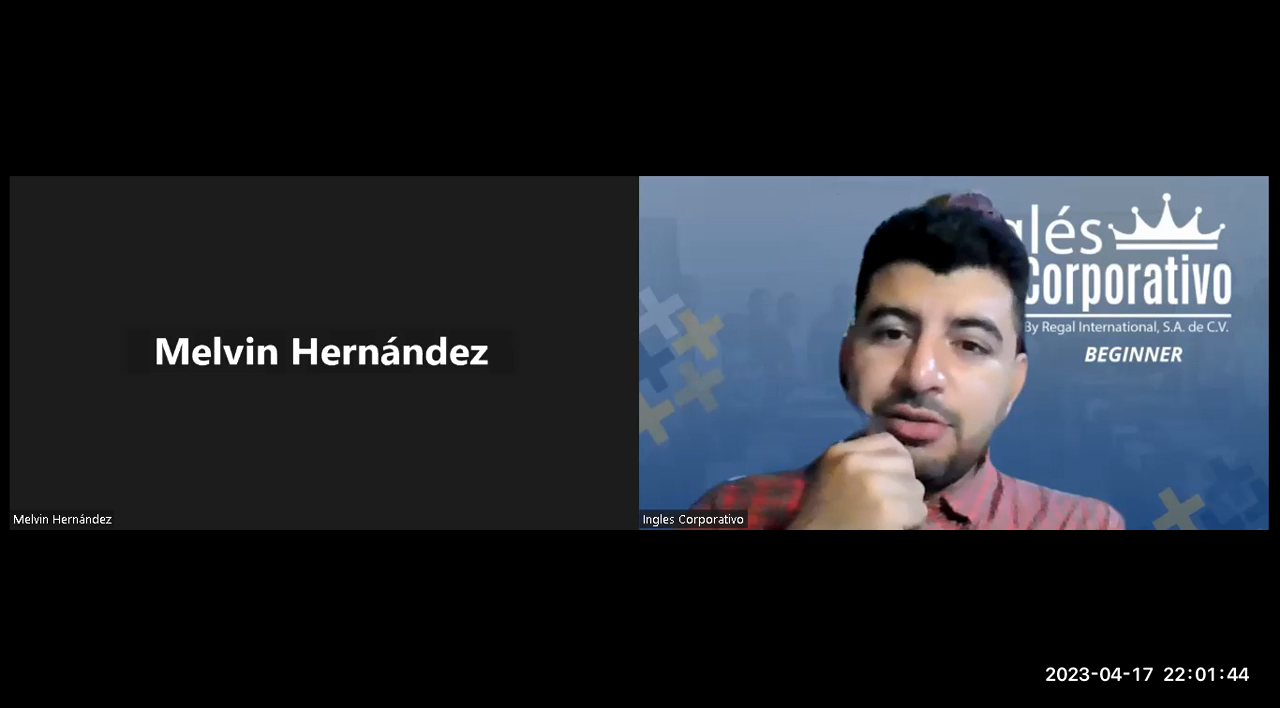 Melvin Hernández
Melvin Hernández
glés
Corporativo
By Regal International, S.A. de C.V.
BEGINNER
Ingles Corporativo
2023-04-17 22:01:44